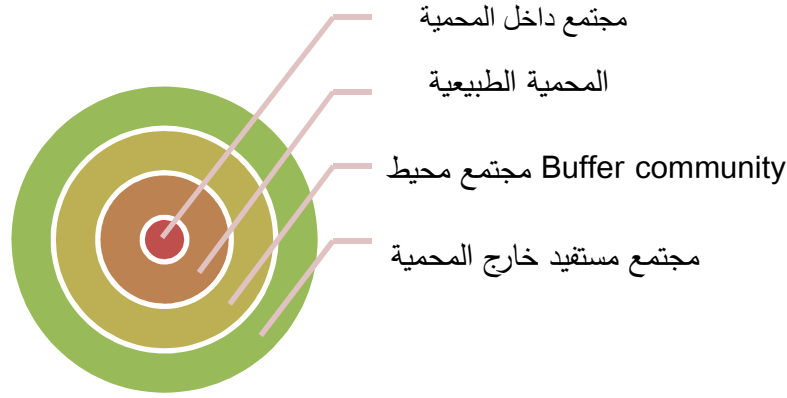 مجتمع داخل المحمية
المحمية الطبيعية
Buffer community مجتمع محيط
مجتمع مستفيد خارج المحمية